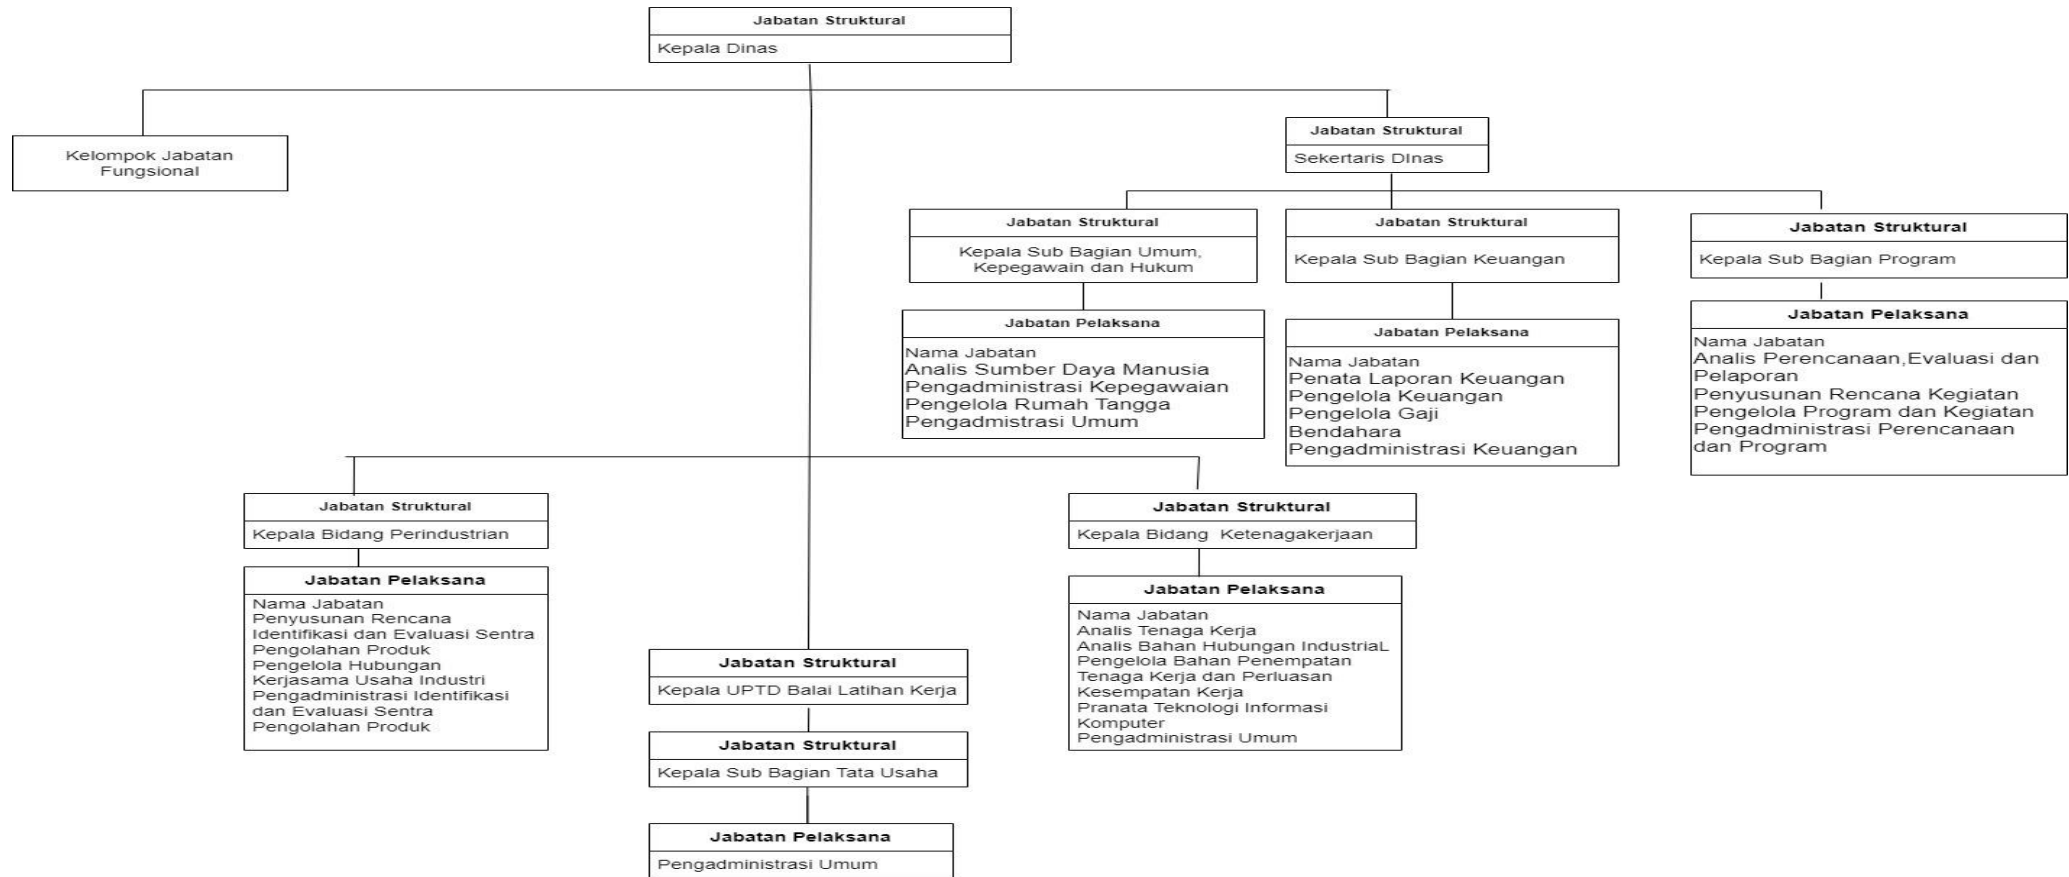 Jabatan Struktural
Kepala Dinas
Kelompok Jabatan
Fungsional
Jabatan Struktural
Sekertaris DInas
Jabatan Struktural
Kepala Sub Bagian Umum,
Kepegawain dan Hukum
Jabatan Pelaksana
Nama Jabatan
Analis Sumber Daya Manusia
Pengadministrasi Kepegawaian
Pengelola Rumah Tangga
Pengadmistrasi Umum
Jabatan Struktural
Kepala Sub Bagian Keuangan
Jabatan Pelaksana
Nama Jabatan
Penata Laporan Keuangan
Pengelola Keuangan
Pengelola Gaji
Bendahara
Pengadministrasi Keuangan
Jabatan Struktural
Kepala Sub Bagian Program
Jabatan Pelaksana
Nama Jabatan
Analis Perencanaan,Evaluasi dan
Pelaporan
Penyusunan Rencana Kegiatan
Pengelola Program dan Kegiatan
Pengadministrasi Perencanaan
dan Program
Jabatan Struktural
Kepala Bidang Perindustrian
Jabatan Pelaksana
Nama Jabatan
Penyusunan Rencana
Identifikasi dan Evaluasi Sentra
Pengolahan Produk
Pengelola Hubungan
Kerjasama Usaha Industri
Pengadministrasi Identifikasi
dan Evaluasi Sentra
Pengolahan Produk
Jabatan Struktural
Kepala UPTD Balai Latihan Kerja
Jabatan Struktural
Kepala Sub Bagian Tata Usaha
Jabatan Pelaksana
Pengadministrasi Umum
Jabatan Struktural
Kepala Bidang  Ketenagakerjaan
Jabatan Pelaksana
Nama Jabatan
Analis Tenaga Kerja
Analis Bahan Hubungan IndustriaL
Pengelola Bahan Penempatan
Tenaga Kerja dan Perluasan
Kesempatan Kerja
Pranata Teknologi Informasi
Komputer
Pengadministrasi Umum